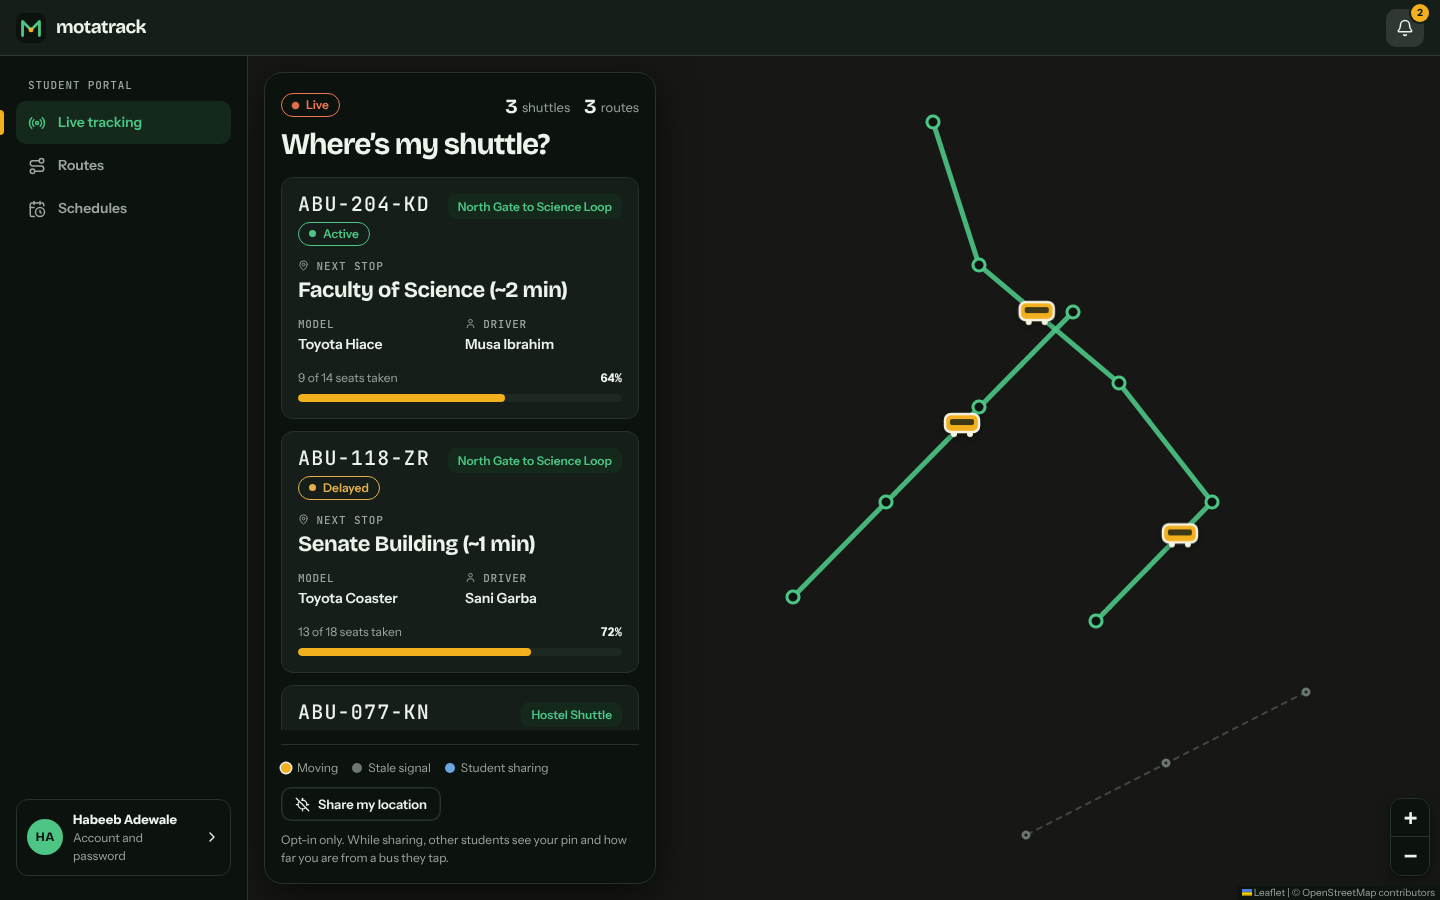 motatrack
2
STUDENT PORTAL
Live tracking
Routes
Schedules
HA
Habeeb Adewale
Account and
password
Live
3 shuttles 3 routes
Where's my shuttle?
ABU-204-KD
North Gate to Science Loop
Active
NEXT STOP
Faculty of Science (~2 min)
MODEL
DRIVER
Toyota Hiace
Musa Ibrahim
9 of 14 seats taken
64%
ABU-118-ZR
North Gate to Science Loop
Delayed
NEXT STOP
Senate Building (~1 min)
MODEL
DRIVER
Toyota Coaster
Sani Garba
13 of 18 seats taken
72%
ABU-077-KN
Hostel Shuttle
Moving
Stale signal
Student sharing
Share my location
Opt-in only. While sharing, other students see your pin and how
far you are from a bus they tap.
+
−
Leaflet | © OpenStreetMap contributors